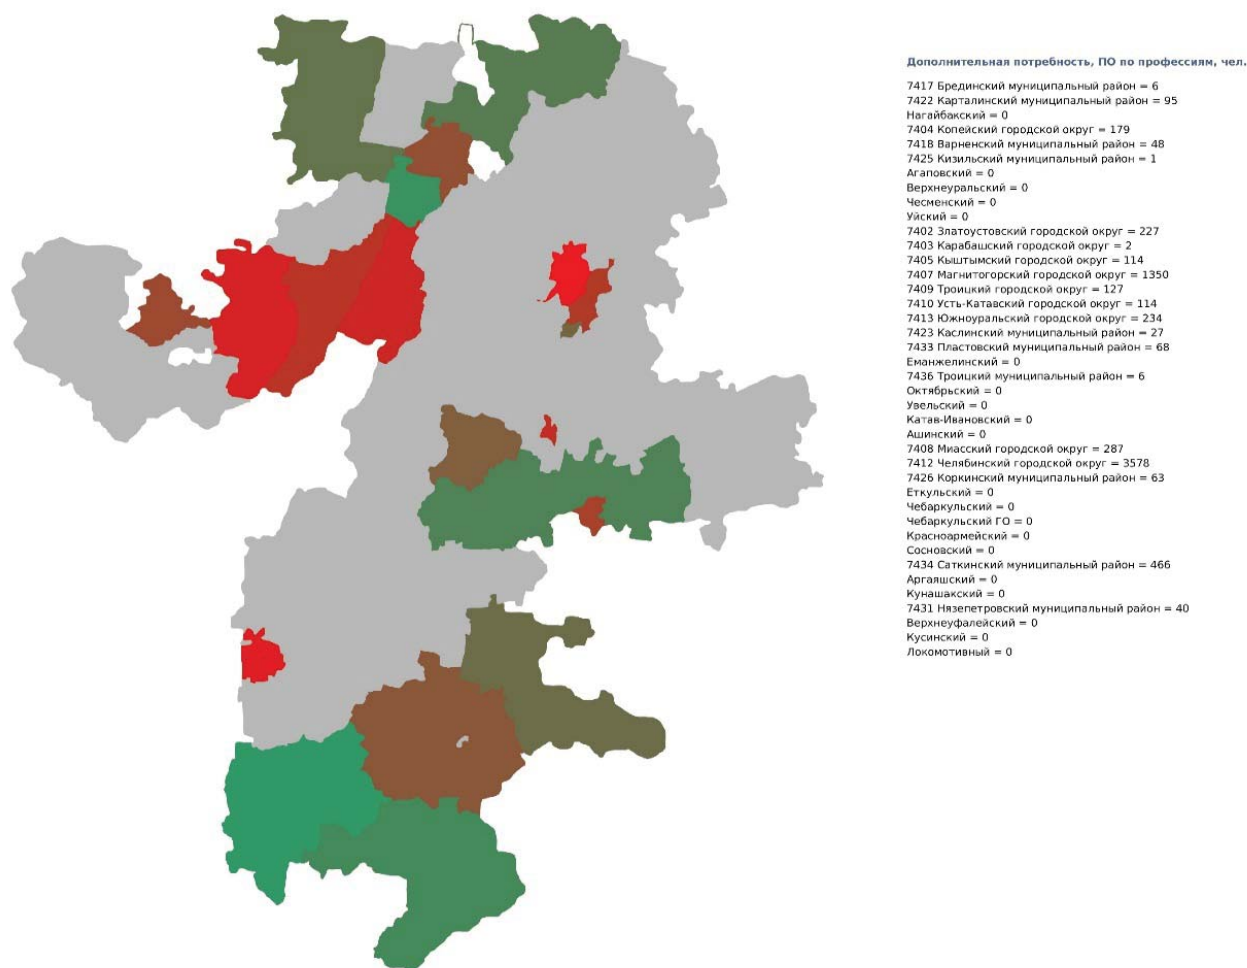 Дополнительная потребность, ПО по профессиям, чел.
7417 Брединский муниципальный район = 6
7422 Карталинский муниципальный район = 95
Нагайбакский = 0
7404 Копейский городской округ = 179
7418 Варненский муниципальный район = 48
7425 Кизильский муниципальный район = 1
Агаповский = 0
Верхнеуральский = 0
Чесменский = 0
Уйский = 0
7402 Златоустовский городской округ = 227
7403 Карабашский городской округ = 2
7405 Кыштымский городской округ = 114
7407 Магнитогорский городской округ = 1350
7409 Троицкий городской округ = 127
7410 Усть-Катавский городской округ = 114
7413 Южноуральский городской округ = 234
7423 Каслинский муниципальный район = 27
7433 Пластовский муниципальный район = 68
Еманжелинский = 0
7436 Троицкий муниципальный район = 6
Октябрьский = 0
Увельский = 0
Катав-Ивановский = 0
Ашинский = 0
7408 Миасский городской округ = 287
7412 Челябинский городской округ = 3578
7426 Коркинский муниципальный район = 63
Еткульский = 0
Чебаркульский = 0
Чебаркульский ГО = 0
Красноармейский = 0
Сосновский = 0
7434 Саткинский муниципальный район = 466
Аргаяшский = 0
Кунашакский = 0
7431 Нязепетровский муниципальный район = 40
Верхнеуфалейский = 0
Кусинский = 0
Локомотивный = 0